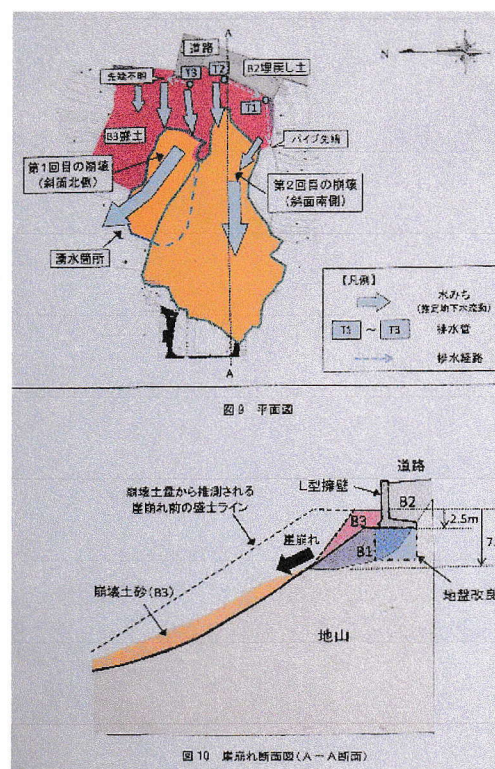 A
道路
B2埋戻し土
N
先端不明
T3
T2
T1
B3盛土
パイプ先端
第1回目の崩壊
(斜面北側)
第2回目の崩壊
(斜面南側)
湧水箇所
【凡例】
水みち
(推定地下水流動)
T1 ～ T3 排水管
排水経路
A
図9 平面図
道路
L型擁壁
崩壊土量から推測される
崖崩れ前の盛土ライン
B2
崖崩れ
B3
2.5m
B1
7.
崩壊土砂(B3)
地盤改良
地山
図10 崖崩れ断面図(A-A断面)